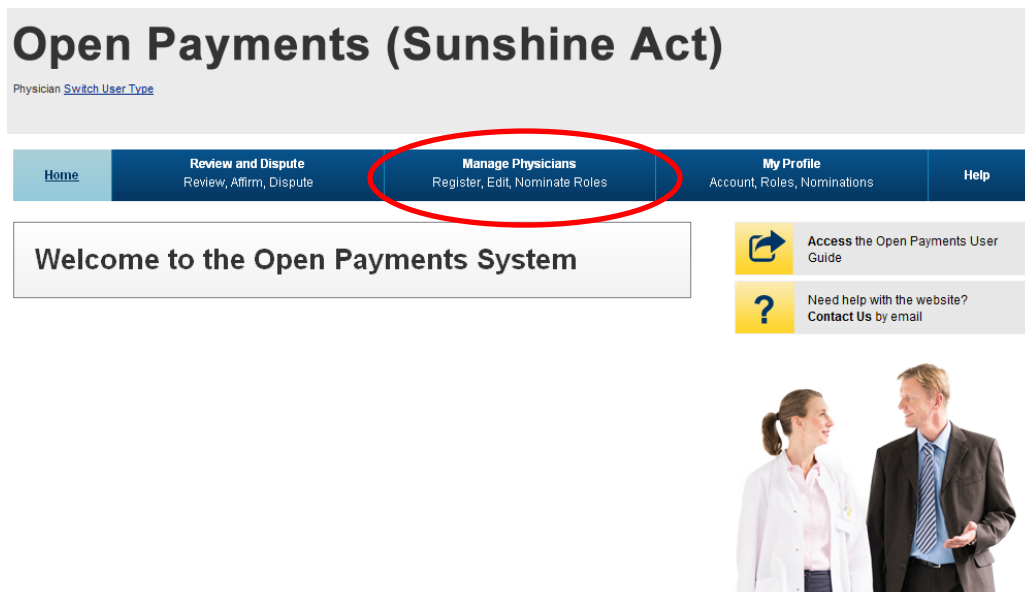 Open Payments (Sunshine Act)
Physician Switch User Type
Home
Review and Dispute
Review, Affirm, Dispute
Manage Physicians
Register, Edit, Nominate Roles
My Profile
Account, Roles, Nominations
Help
Welcome to the Open Payments System
Access the Open Payments User
Guide
?
Need help with the website?
Contact Us by email